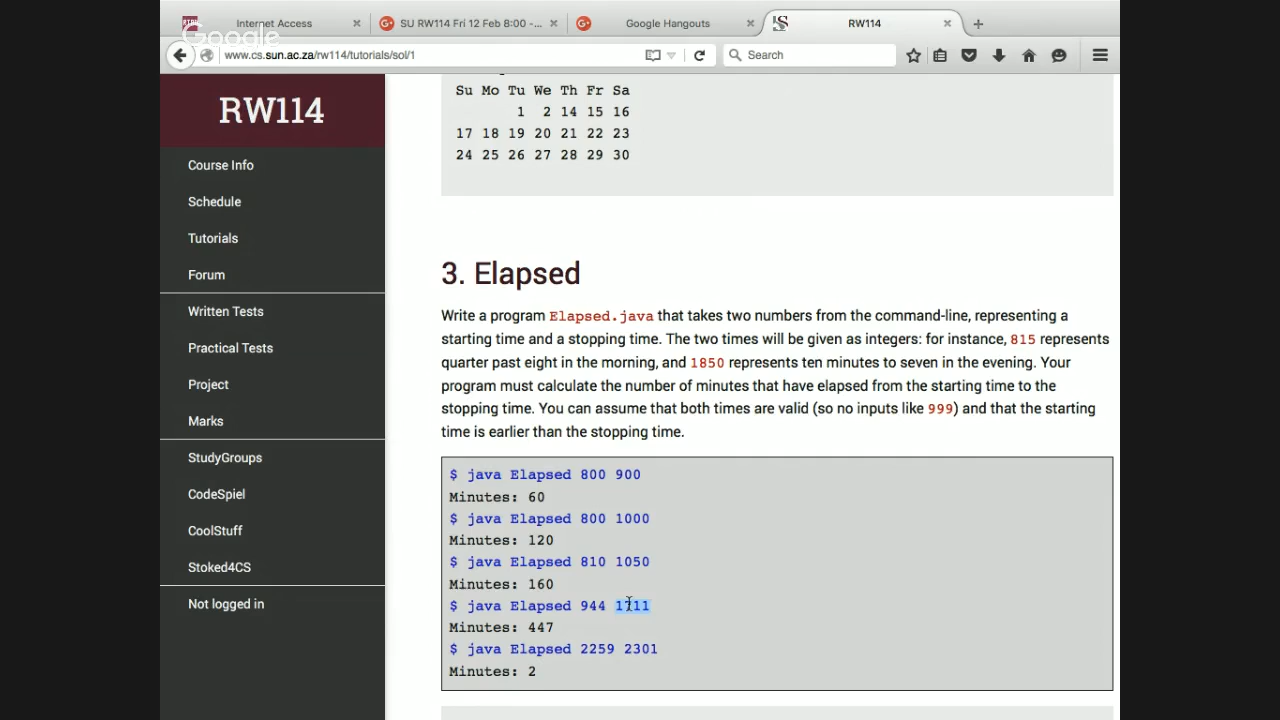 Internet Access
SU RW114 Fri 12 Feb 8:00 -...
Google Hangouts
RW114
Google
www.cs.sun.ac.za/rw114/tutorials/sol/1
Search
RW114
Course Info
Schedule
Tutorials
Forum
Written Tests
Practical Tests
Project
Marks
StudyGroups
CodeSpiel
CoolStuff
Stoked4CS
Not logged in
Su Mo Tu We Th Fr Sa
1 2 14 15 16
17 18 19 20 21 22 23
24 25 26 27 28 29 30
3. Elapsed
Write a program Elapsed.java that takes two numbers from the command-line, representing a
starting time and a stopping time. The two times will be given as integers: for instance, 815 represents
quarter past eight in the morning, and 1850 represents ten minutes to seven in the evening. Your
program must calculate the number of minutes that have elapsed from the starting time to the
stopping time. You can assume that both times are valid (so no inputs like 999) and that the starting
time is earlier than the stopping time.
$ java Elapsed 800 900
Minutes: 60
$ java Elapsed 800 1000
Minutes: 120
$ java Elapsed 810 1050
Minutes: 160
$ java Elapsed 944 1711
Minutes: 447
$ java Elapsed 2259 2301
Minutes: 2